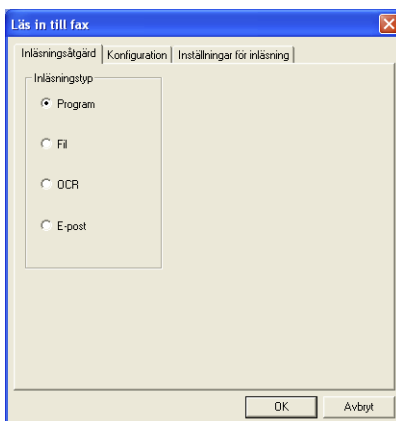 Läs in till fax
Inläsningsåtgärd Konfiguration Inställningar för inläsning
Inläsningstyp
Program
Fil
OCR
E-post
OK Avbryt